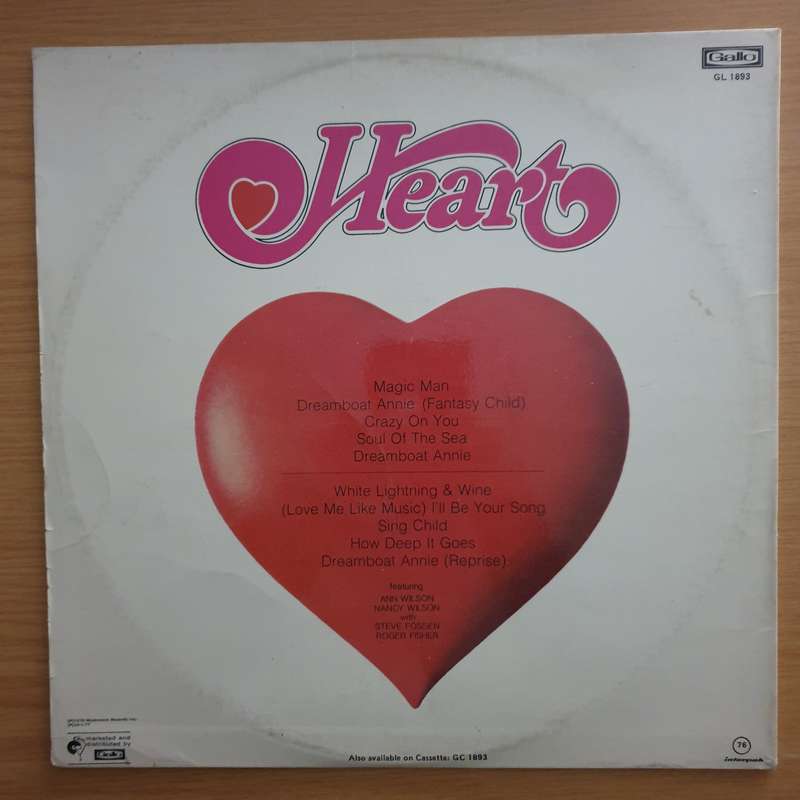 Gallo
GL 1893
Heart
Magic Man
Dreamboat Annie (Fantasy Child)
Crazy On You
Soul Of The Sea
Dreamboat Annie
White Lightning & Wine
(Love Me Like Music) I'll Be Your Song
Sing Child
How Deep It Goes
Dreamboat Annie (Reprise)
featuring
ANN WILSON
NANCY WILSON
with
STEVE FOSSEN
ROGER FISHER
marketed and
distributed by
Gallo
Also available on Cassette: GC 1893
76
interpak